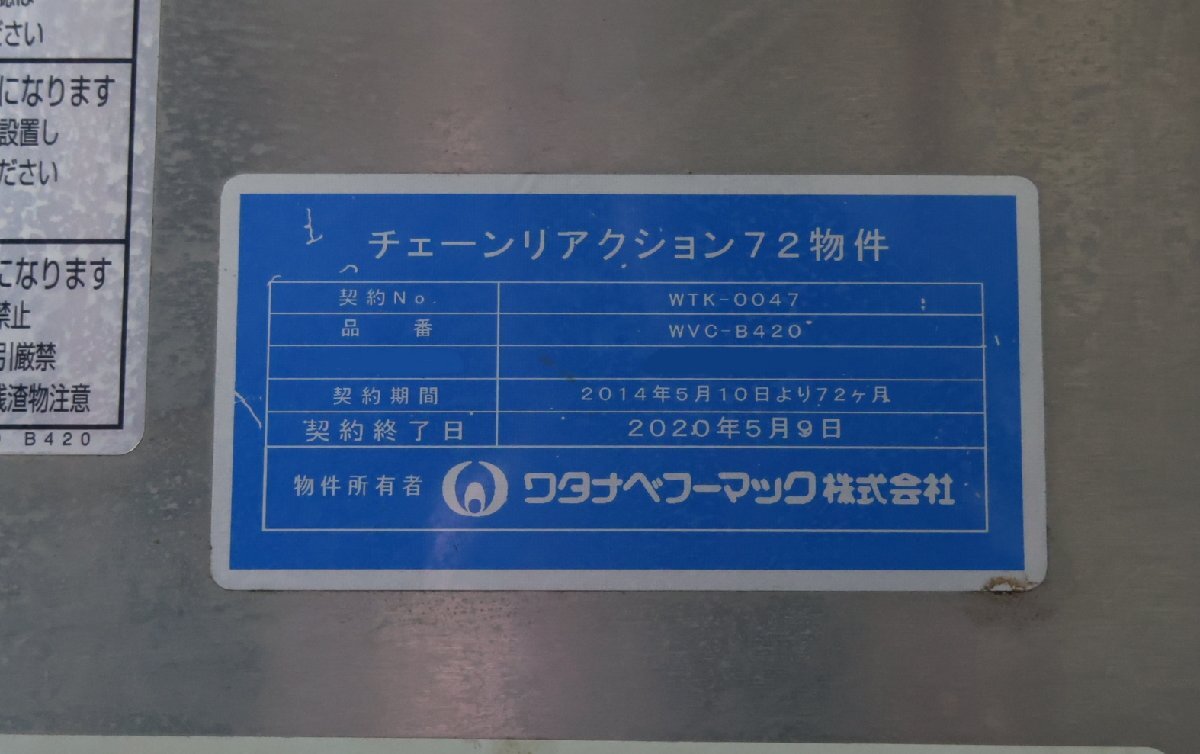 ださい
になります
設置し
ださい
になります
禁止
引厳禁
残渣物注意
B420
チェーンリアクション72物件
契約No. WTK-0047
品番 WVC-B420
契約期間 2014年5月10日より72ヶ月
契約終了日 2020年5月9日
物件所有者 ワタナベフーマック株式会社